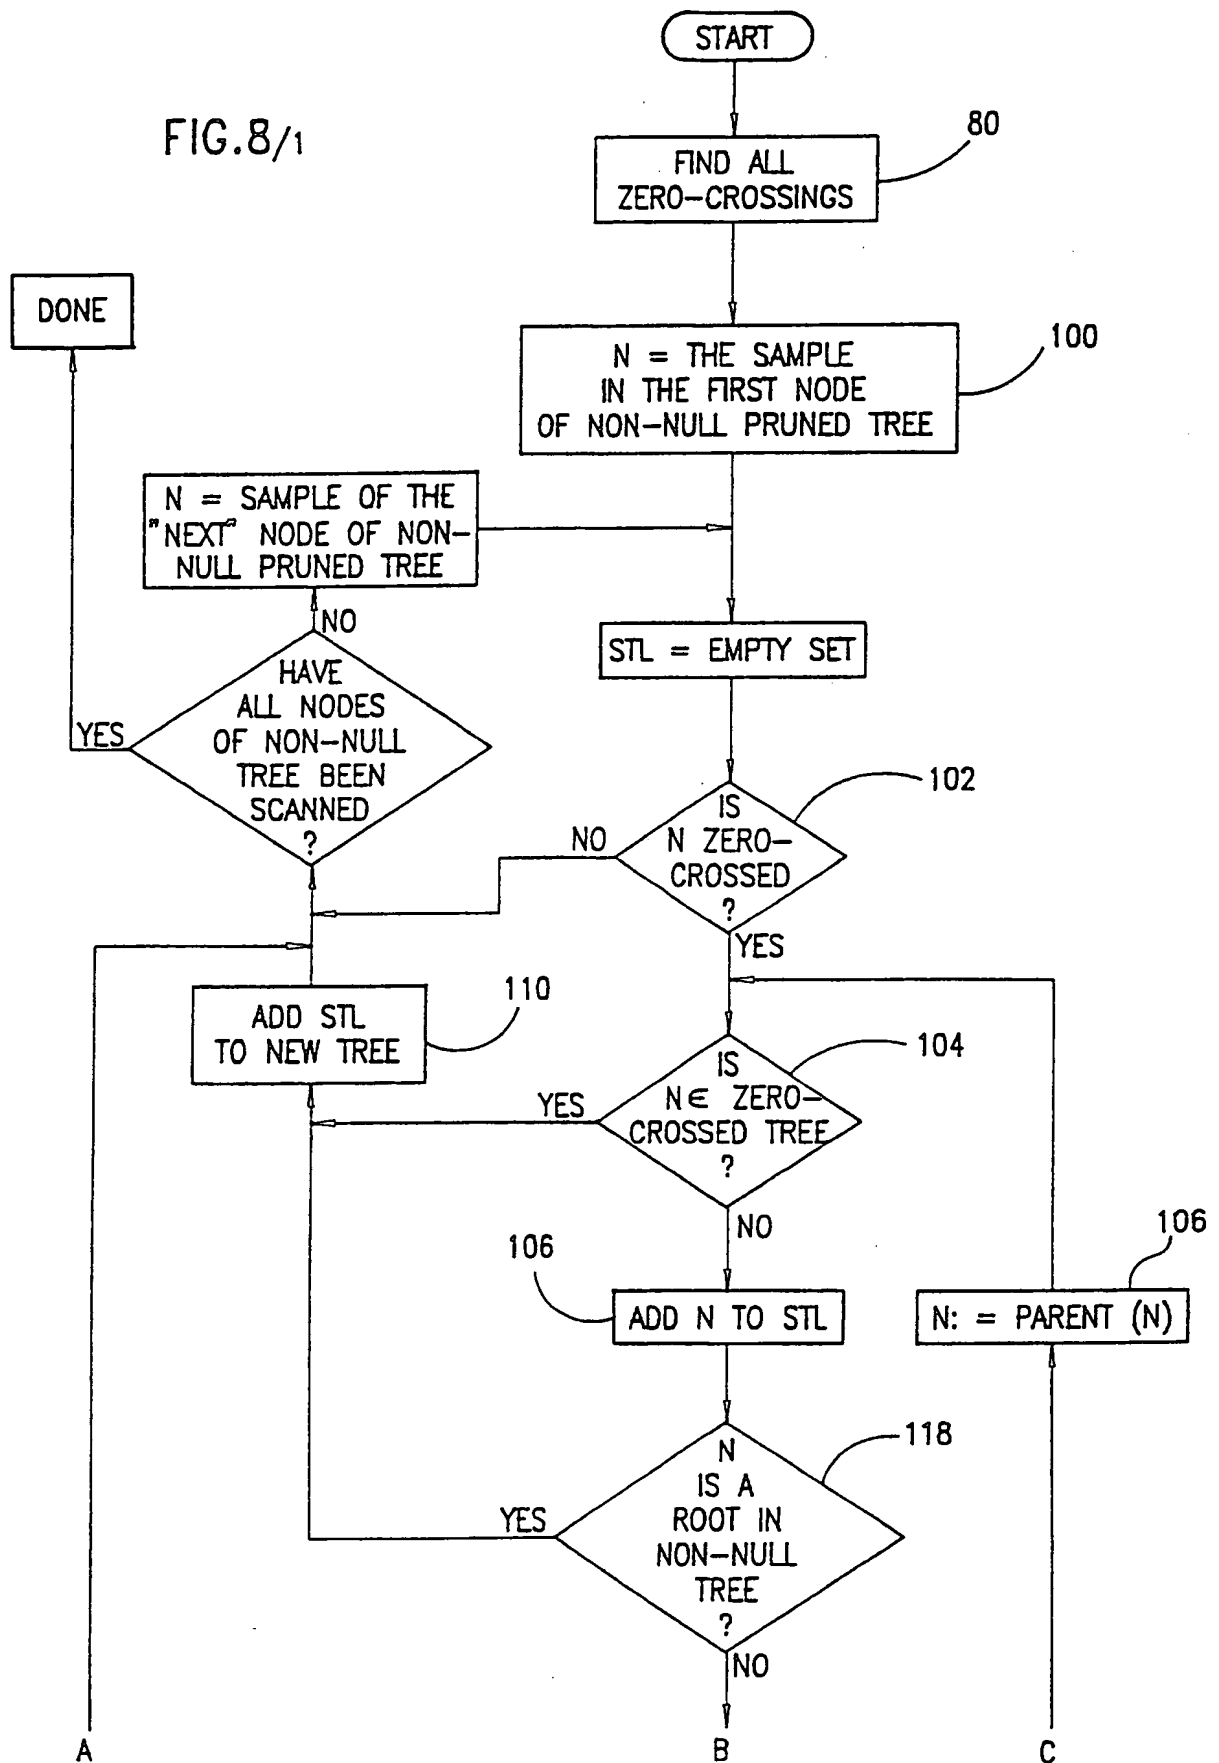 START
FIG.8/1
80
FIND ALL
ZERO-CROSSINGS
DONE
100
N = THE SAMPLE
IN THE FIRST NODE
OF NON-NULL PRUNED TREE
N = SAMPLE OF THE
"NEXT" NODE OF NON-
NULL PRUNED TREE
NO
STL = EMPTY SET
HAVE
ALL NODES
OF NON-NULL
TREE BEEN
SCANNED
?
YES
102
IS
N ZERO-
CROSSED
?
NO
YES
110
ADD STL
TO NEW TREE
104
IS
N∈ ZERO-
CROSSED TREE
?
YES
NO
106
ADD N TO STL
106
N: = PARENT (N)
118
N
IS A
ROOT IN
NON-NULL
TREE
?
YES
NO
A
B
C